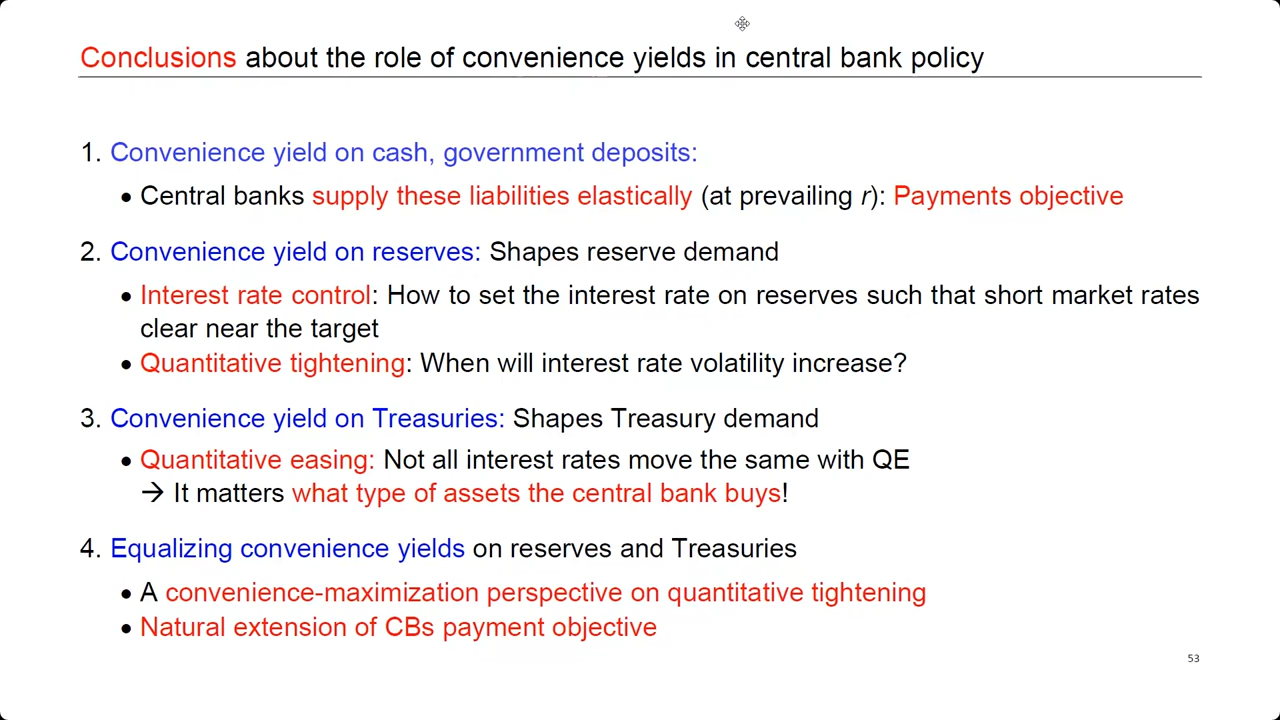 Conclusions about the role of convenience yields in central bank policy
1. Convenience yield on cash, government deposits:
• Central banks supply these liabilities elastically (at prevailing r): Payments objective
2. Convenience yield on reserves: Shapes reserve demand
• Interest rate control: How to set the interest rate on reserves such that short market rates
clear near the target
• Quantitative tightening: When will interest rate volatility increase?
3. Convenience yield on Treasuries: Shapes Treasury demand
• Quantitative easing: Not all interest rates move the same with QE
→ It matters what type of assets the central bank buys!
4. Equalizing convenience yields on reserves and Treasuries
• A convenience-maximization perspective on quantitative tightening
• Natural extension of CBs payment objective
53